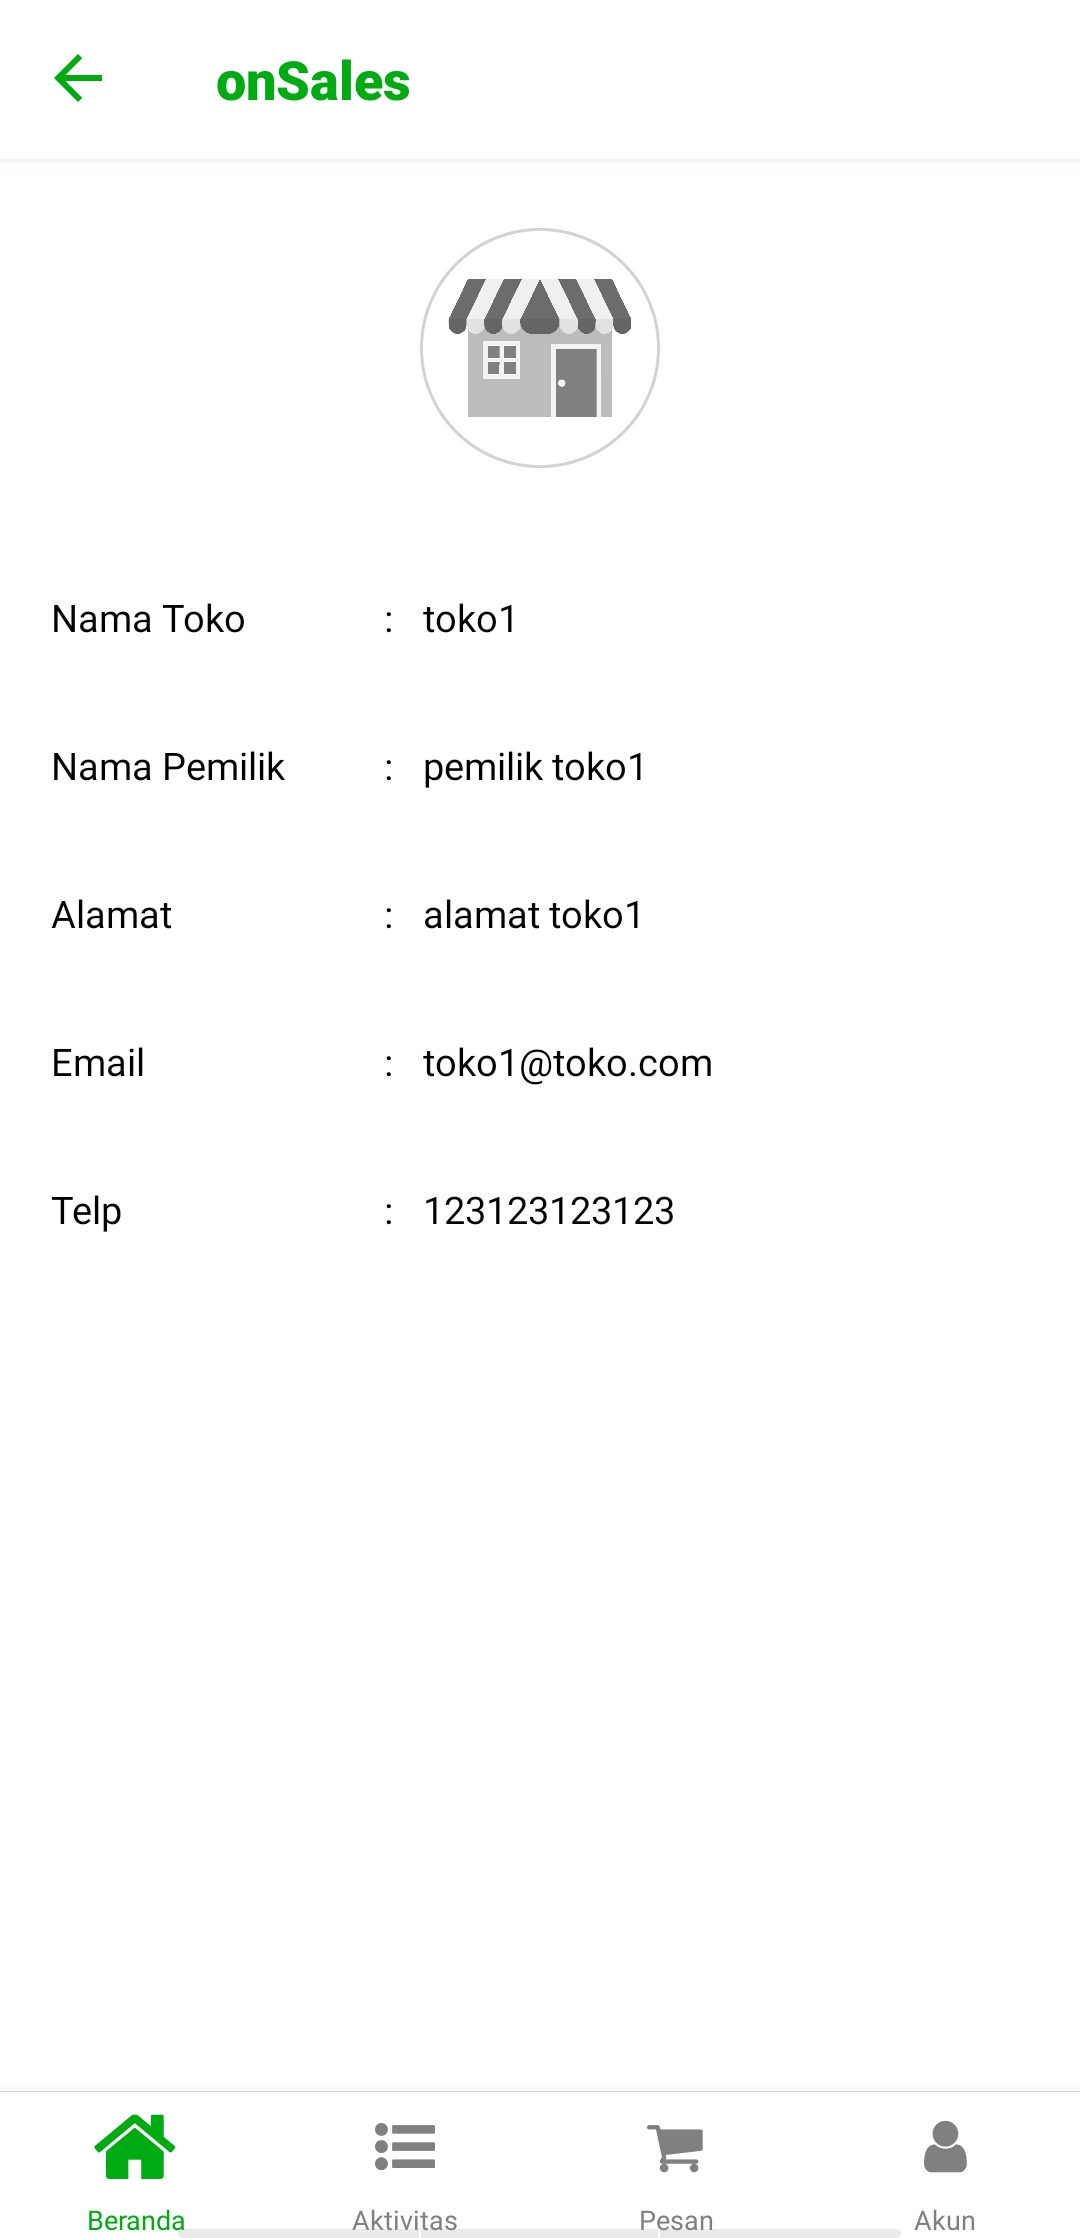 onSales
Nama Toko : toko1
Nama Pemilik : pemilik toko1
Alamat : alamat toko1
Email : toko1@toko.com
Telp : 123123123123
Beranda Aktivitas Pesan Akun